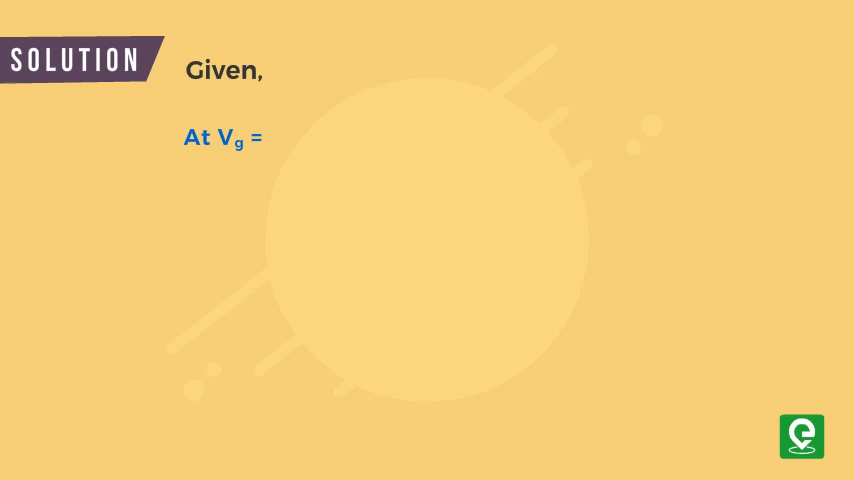 SOLUTION
Given,
At Vg =